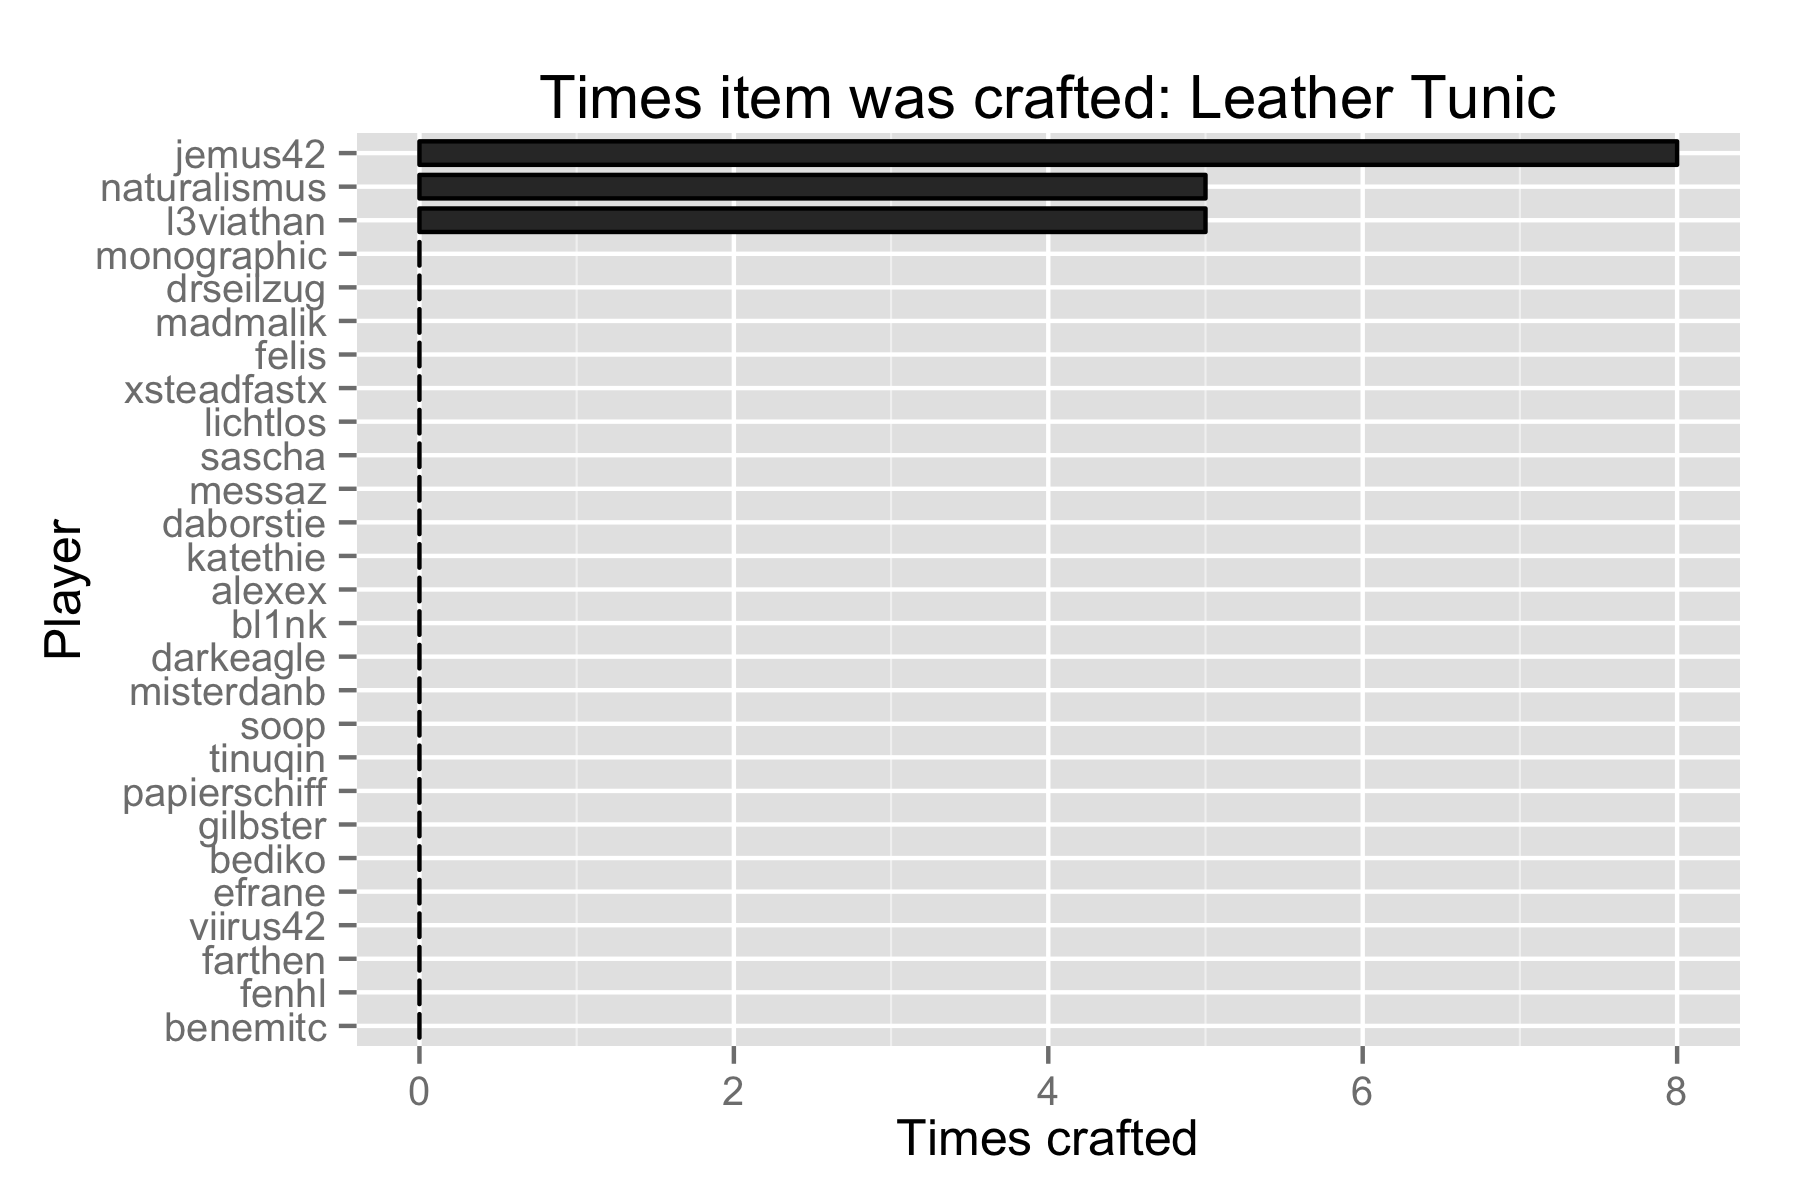 Times item was crafted: Leather Tunic
jemus42
naturalismus
l3viathan
monographic
drseilzug
madmalik
felis
xsteadfastx
lichtlos
sascha
messaz
daborstie
katethie
alexex
bl1nk
darkeagle
misterdanb
soop
tinuqin
papierschiff
gilbster
bediko
efrane
viirus42
farthen
fenhl
benemitc
Player
0 2 4 6 8
Times crafted